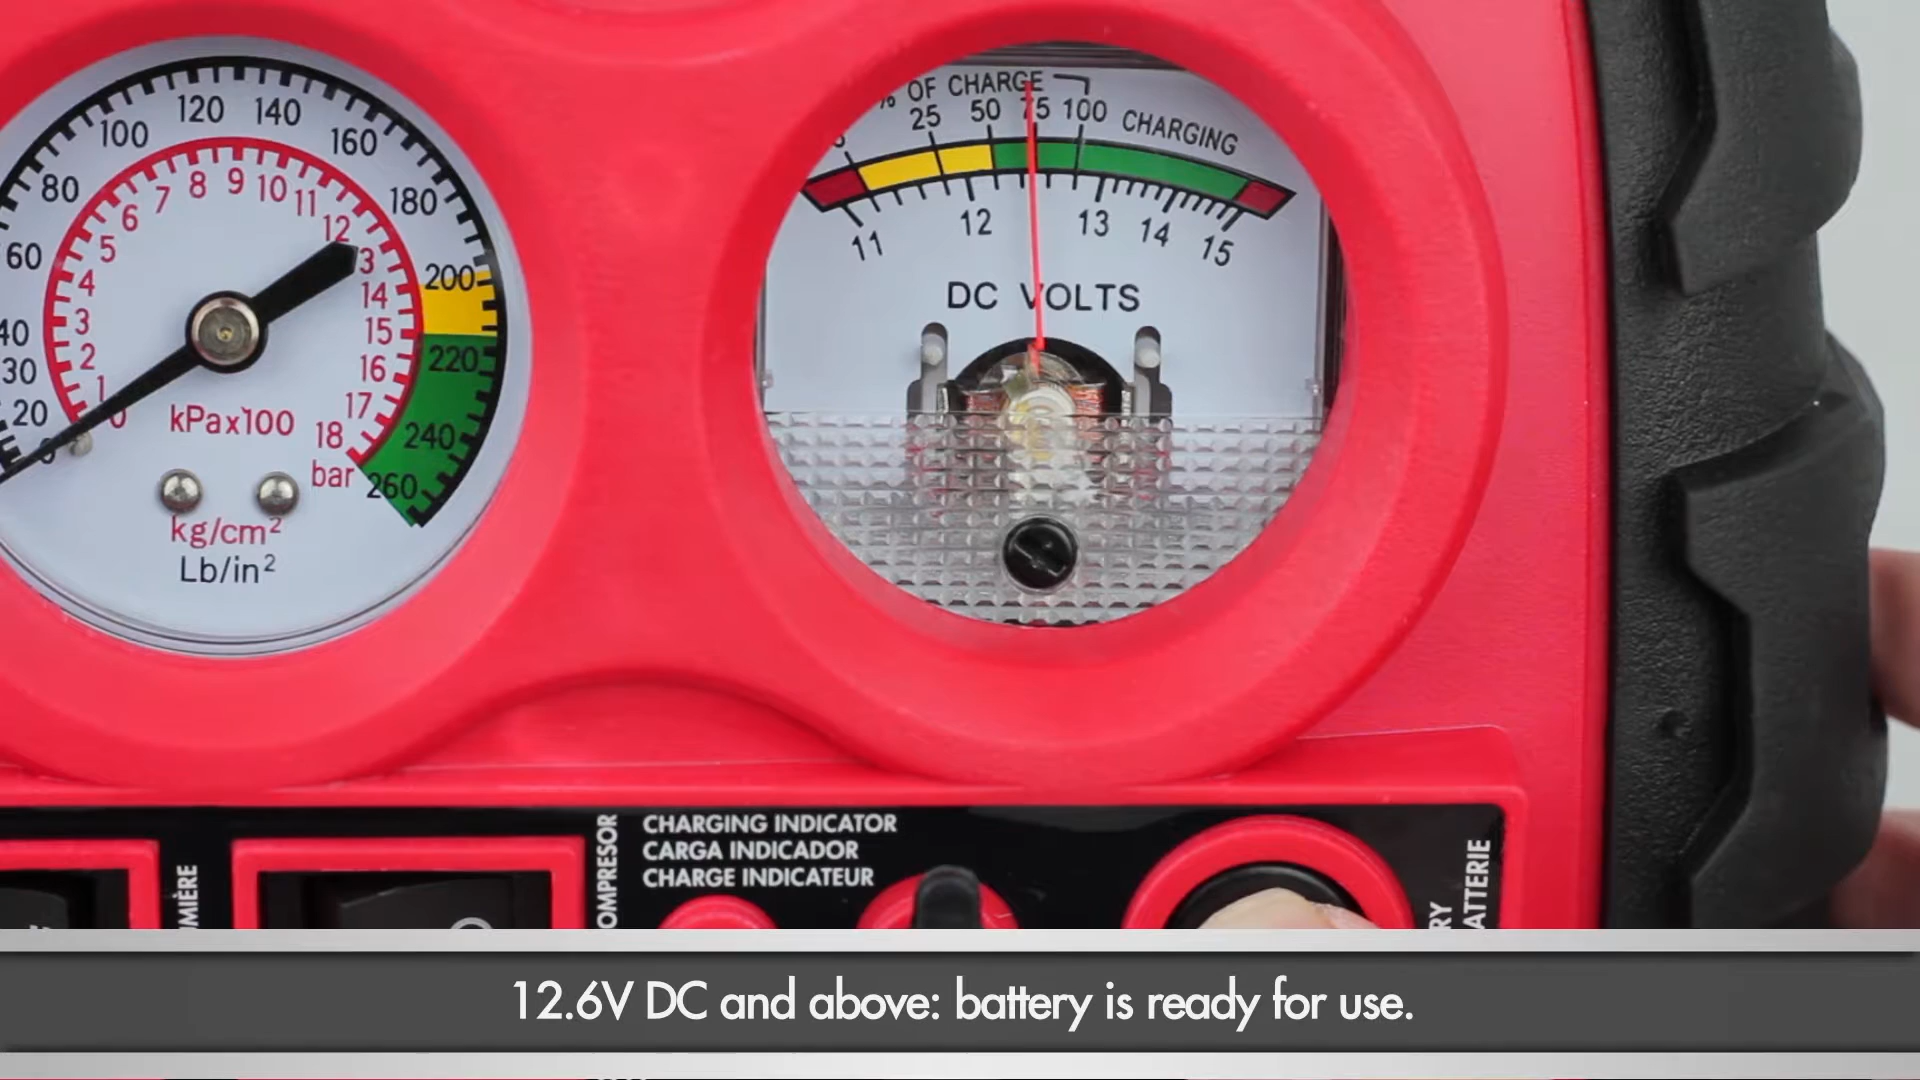 % OF CHARGE
25 50 75 100 CHARGING
11 12 13 14 15
DC VOLTS
20 30 40 60 80 100 120 140 160 180 200 220 240 260
0 1 2 3 4 5 6 7 8 9 10 11 12 13 14 15 16 17 18
kPax100
bar
kg/cm²
Lb/in²
CHARGING INDICATOR
CARGA INDICADOR
CHARGE INDICATEUR
12.6V DC and above: battery is ready for use.